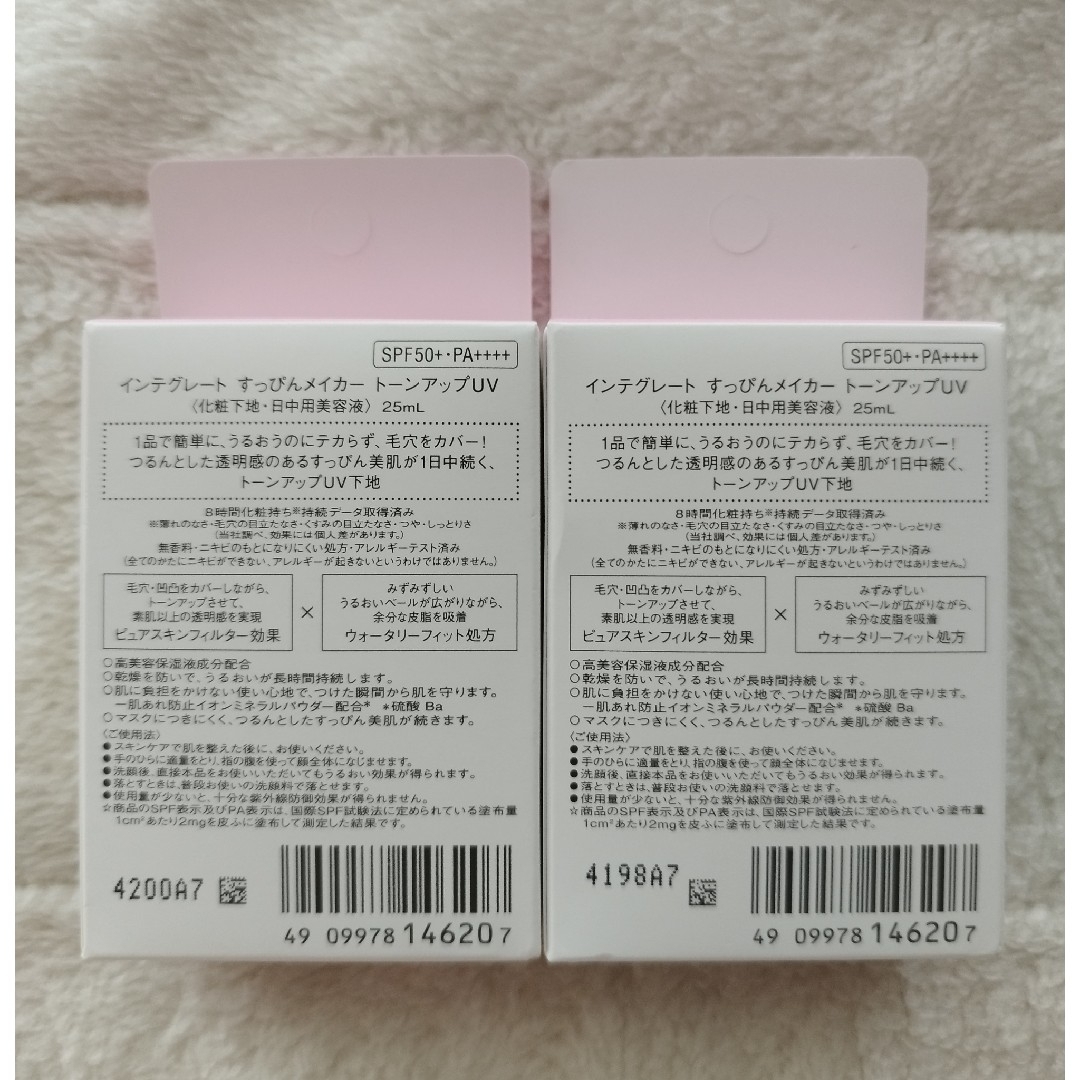 SPF50+・PA++++
インテグレート すっぴんメイカー トーンアップUV
〈化粧下地・日中用美容液〉 25mL
1品で簡単に、うるおうのにテカらず、毛穴をカバー!
つるんとした透明感のあるすっぴん美肌が1日中続く、
トーンアップUV下地
8時間化粧持ち※持続データ取得済み
※薄れのなさ・毛穴の目立たなさ・くすみの目立たなさ・つや・しっとりさ
(当社調べ、効果には個人差があります。)
無香料・ニキビのもとになりにくい処方・アレルギーテスト済み
(全てのかたにニキビができない、アレルギーが起きないというわけではありません。)
毛穴・凹凸をカバーしながら、
トーンアップさせて、
素肌以上の透明感を実現
ピュアスキンフィルター効果
×
みずみずしい
うるおいベールが広がりながら、
余分な皮脂を吸着
ウォータリーフィット処方
○高美容保湿液成分配合
○乾燥を防いで、うるおいが長時間持続します。
○肌に負担をかけない使い心地で、つけた瞬間から肌を守ります。
ー肌あれ防止イオンミネラルパウダー配合* *硫酸 Ba
○マスクにつきにくく、つるんとしたすっぴん美肌が続きます。
〈ご使用法〉
●スキンケアで肌を整えた後に、お使いください。
●手のひらに適量をとり、指の腹を使って顔全体になじませます。
●洗顔後、直接本品をお使いいただいてもうるおい効果が得られます。
●落とすときは、普段お使いの洗顔料で落とせます。
●使用量が少ないと、十分な紫外線防御効果が得られません。
☆商品のSPF表示及びPA表示は、国際SPF試験法に定められている塗布量
1cm²あたり2mgを皮ふに塗布して測定した結果です。
4200A7
49 09978 14620 7
SPF50+・PA++++
インテグレート すっぴんメイカー トーンアップUV
〈化粧下地・日中用美容液〉 25mL
1品で簡単に、うるおうのにテカらず、毛穴をカバー!
つるんとした透明感のあるすっぴん美肌が1日中続く、
トーンアップUV下地
8時間化粧持ち※持続データ取得済み
※薄れのなさ・毛穴の目立たなさ・くすみの目立たなさ・つや・しっとりさ
(当社調べ、効果には個人差があります。)
無香料・ニキビのもとになりにくい処方・アレルギーテスト済み
(全てのかたにニキビができない、アレルギーが起きないというわけではありません。)
毛穴・凹凸をカバーしながら、
トーンアップさせて、
素肌以上の透明感を実現
ピュアスキンフィルター効果
×
みずみずしい
うるおいベールが広がりながら、
余分な皮脂を吸着
ウォータリーフィット処方
○高美容保湿液成分配合
○乾燥を防いで、うるおいが長時間持続します。
○肌に負担をかけない使い心地で、つけた瞬間から肌を守ります。
ー肌あれ防止イオンミネラルパウダー配合* *硫酸 Ba
○マスクにつきにくく、つるんとしたすっぴん美肌が続きます。
〈ご使用法〉
●スキンケアで肌を整えた後に、お使いください。
●手のひらに適量をとり、指の腹を使って顔全体になじませます。
●洗顔後、直接本品をお使いいただいてもうるおい効果が得られます。
●落とすときは、普段お使いの洗顔料で落とせます。
●使用量が少ないと、十分な紫外線防御効果が得られません。
☆商品のSPF表示及びPA表示は、国際SPF試験法に定められている塗布量
1cm²あたり2mgを皮ふに塗布して測定した結果です。
4198A7
49 09978 14620 7